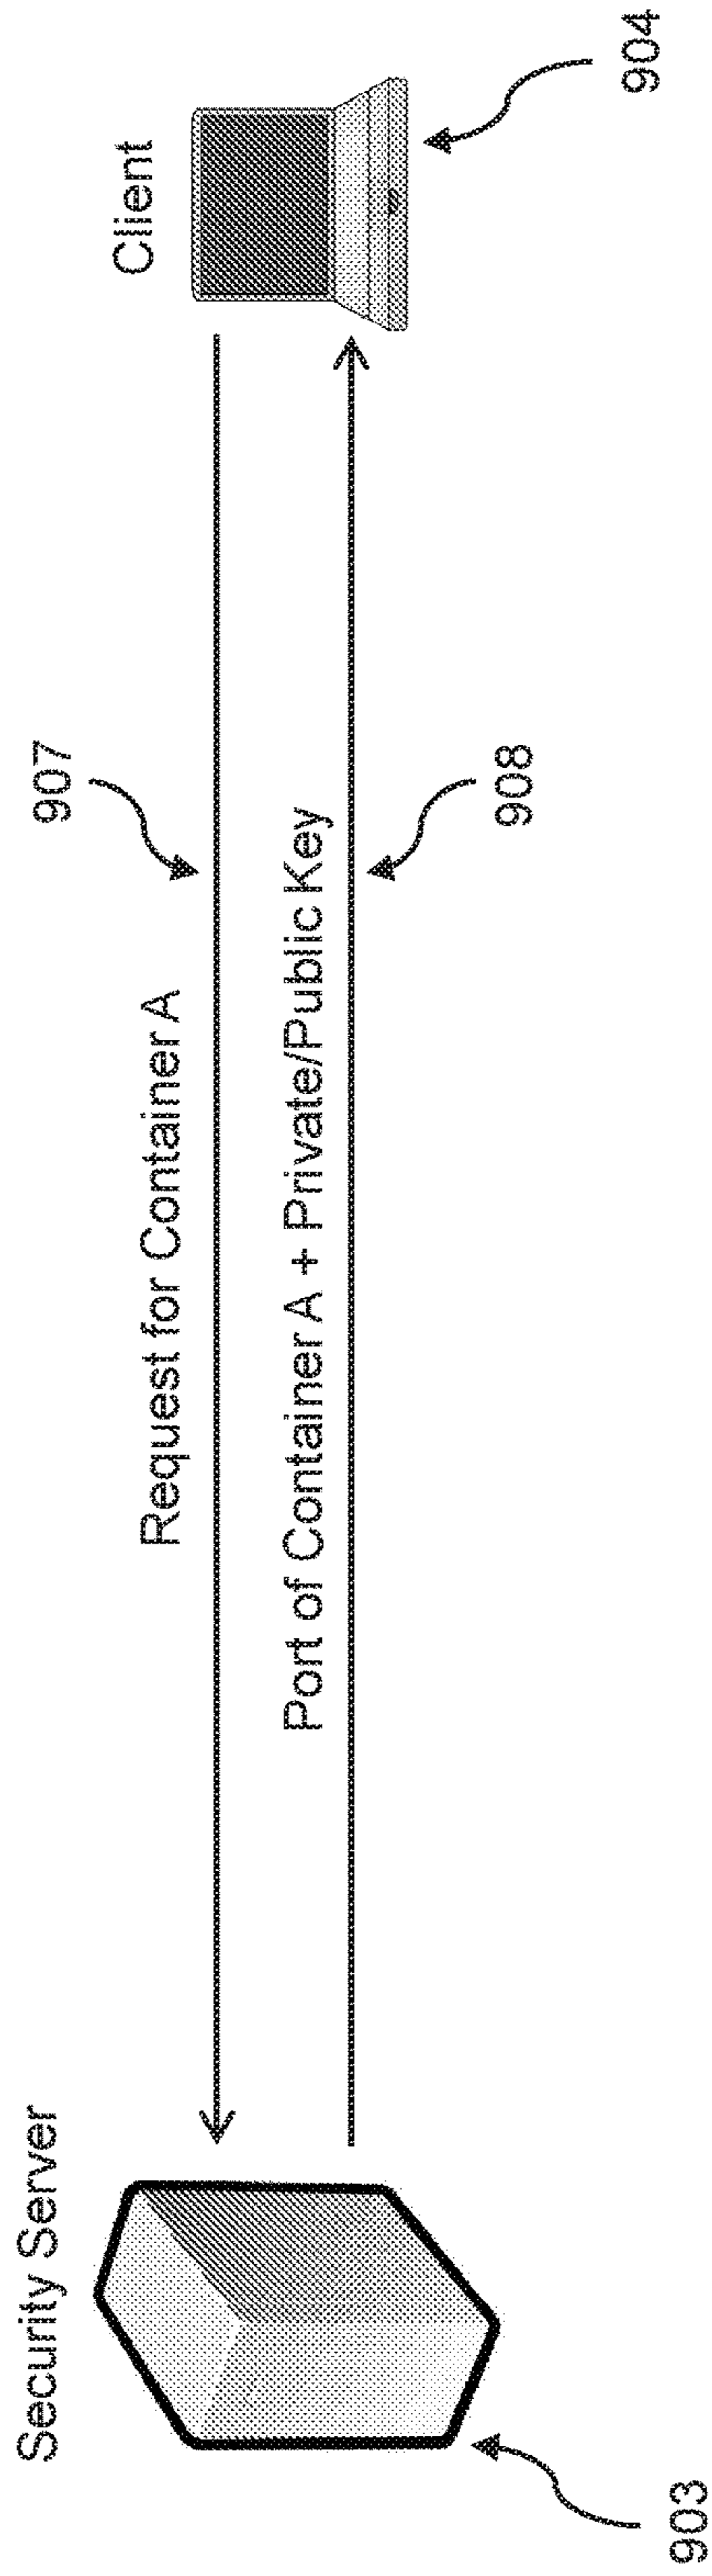 Security Server
Client
907
Request for Container A
Port of Container A + Private/Public Key
908
903
904